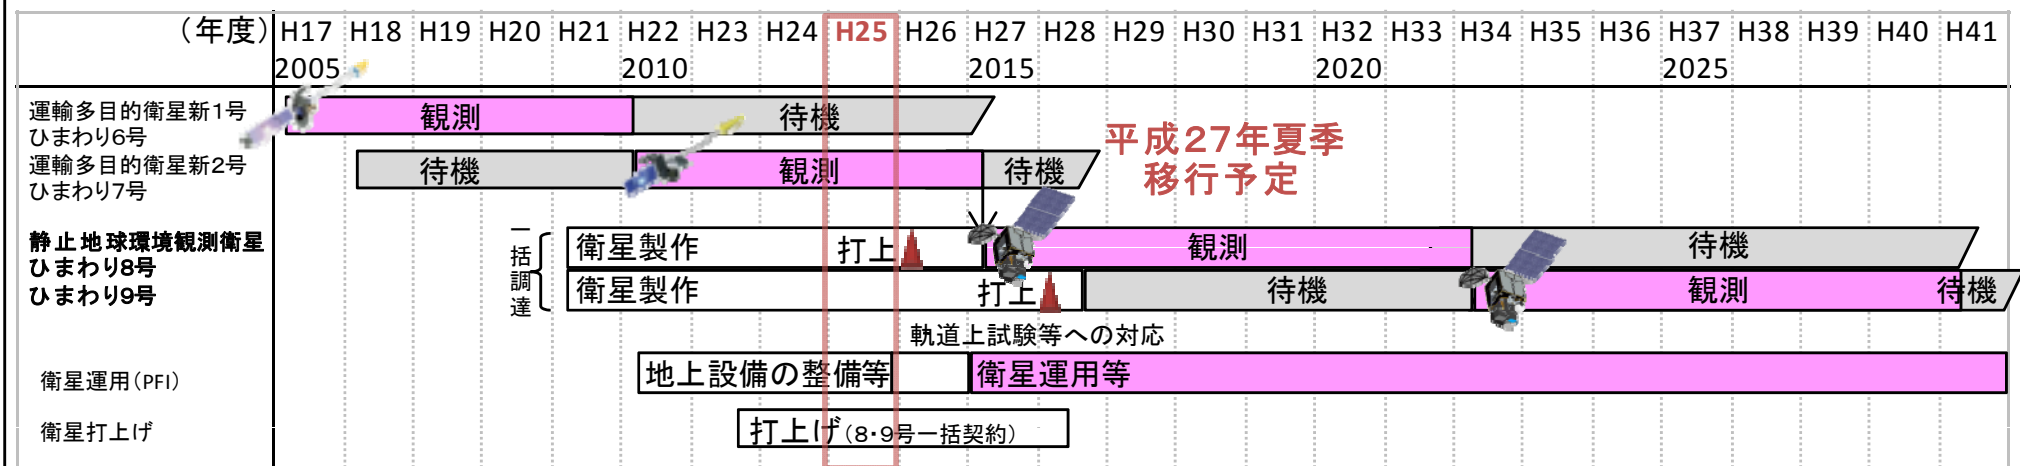 (年度) H17 H18 H19 H20 H21 H22 H23 H24 H25 H26 H27 H28 H29 H30 H31 H32 H33 H34 H35 H36 H37 H38 H39 H40 H41
2005 2010 2015 2020 2025
運輸多目的衛星新1号
ひまわり6号
観測 待機
運輸多目的衛星新2号
ひまわり7号
待機 観測 待機
平成27年夏季
移行予定
静止地球環境観測衛星
ひまわり8号
ひまわり9号
一括調達
衛星製作 打上 観測 待機
衛星製作 打上 待機 観測 待機
軌道上試験等への対応
衛星運用(PFI)
地上設備の整備等 衛星運用等
衛星打上げ
打上げ(8・9号一括契約)